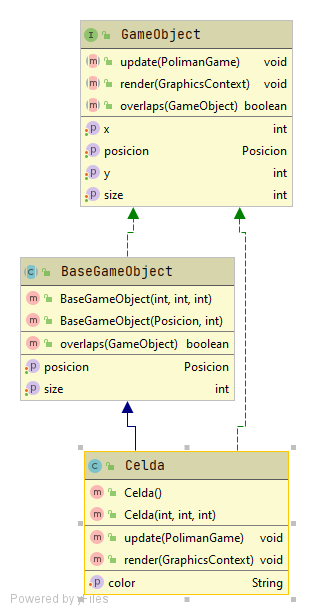 I GameObject
m update(PolimanGame) void
m render(GraphicsContext) void
m overlaps(GameObject) boolean
p x int
p posicion Posicion
p y int
p size int
C BaseGameObject
m BaseGameObject(int, int, int)
m BaseGameObject(Posicion, int)
m overlaps(GameObject) boolean
p posicion Posicion
p size int
C Celda
m Celda()
m Celda(int, int, int)
m update(PolimanGame) void
m render(GraphicsContext) void
p color String
Powered by yFiles